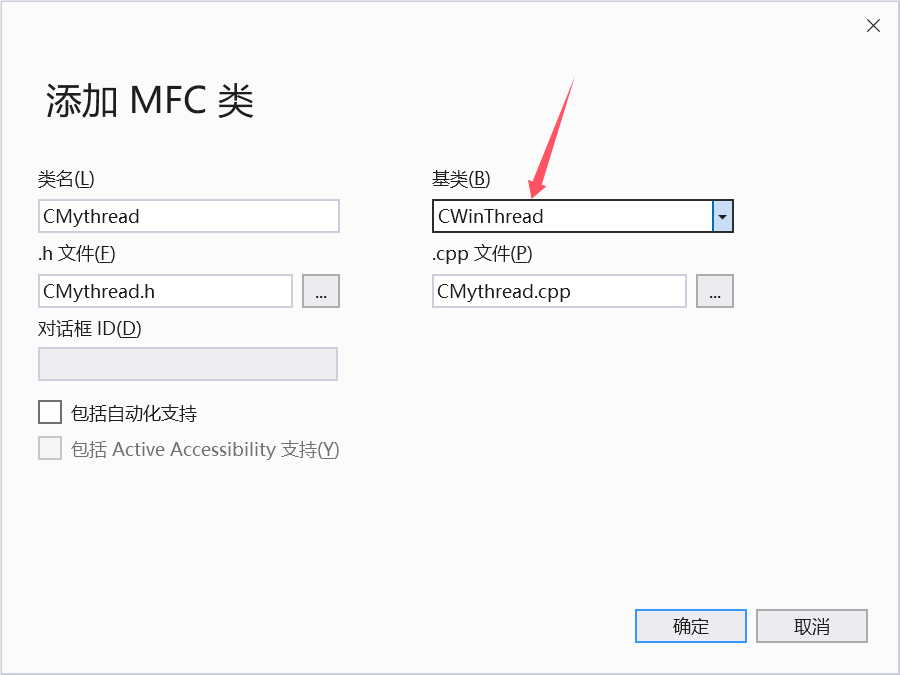 添加 MFC 类
类名(L)
基类(B)
CMythread
CWinThread
.h 文件(F)
.cpp 文件(P)
CMythread.h
...
CMythread.cpp
...
对话框 ID(D)
包括自动化支持
包括 Active Accessibility 支持(Y)
确定
取消